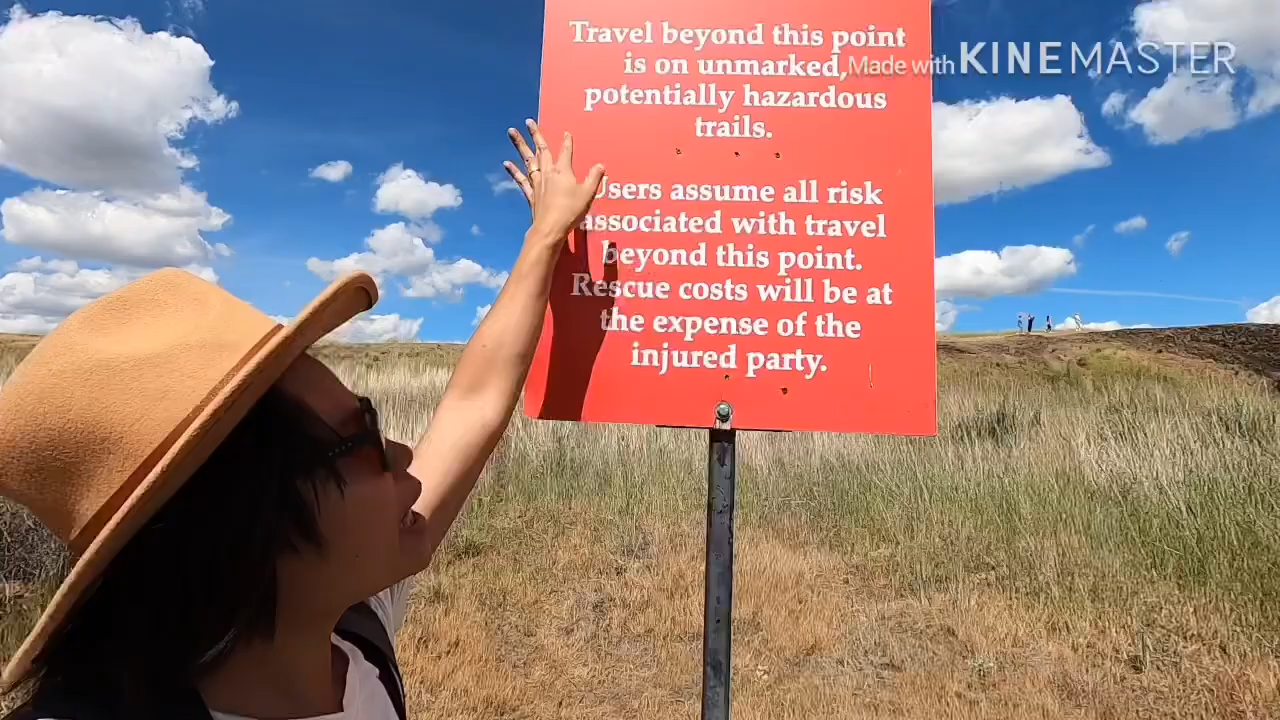 Travel beyond this point
is on unmarked,
potentially hazardous
trails.
Users assume all risk
associated with travel
beyond this point.
Rescue costs will be at
the expense of the
injured party.
Made with KINEMASTER